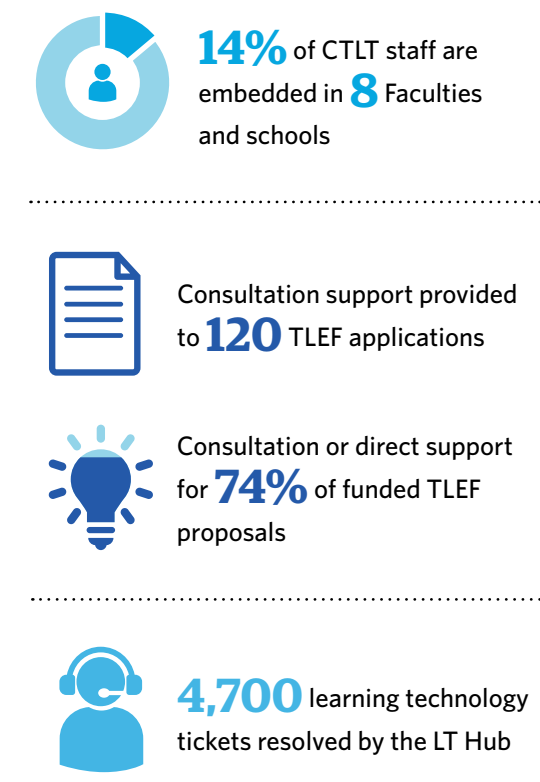 14% of CTLT staff are
embedded in 8 Faculties
and schools
Consultation support provided
to 120 TLEF applications
Consultation or direct support
for 74% of funded TLEF
proposals
4,700 learning technology
tickets resolved by the LT Hub